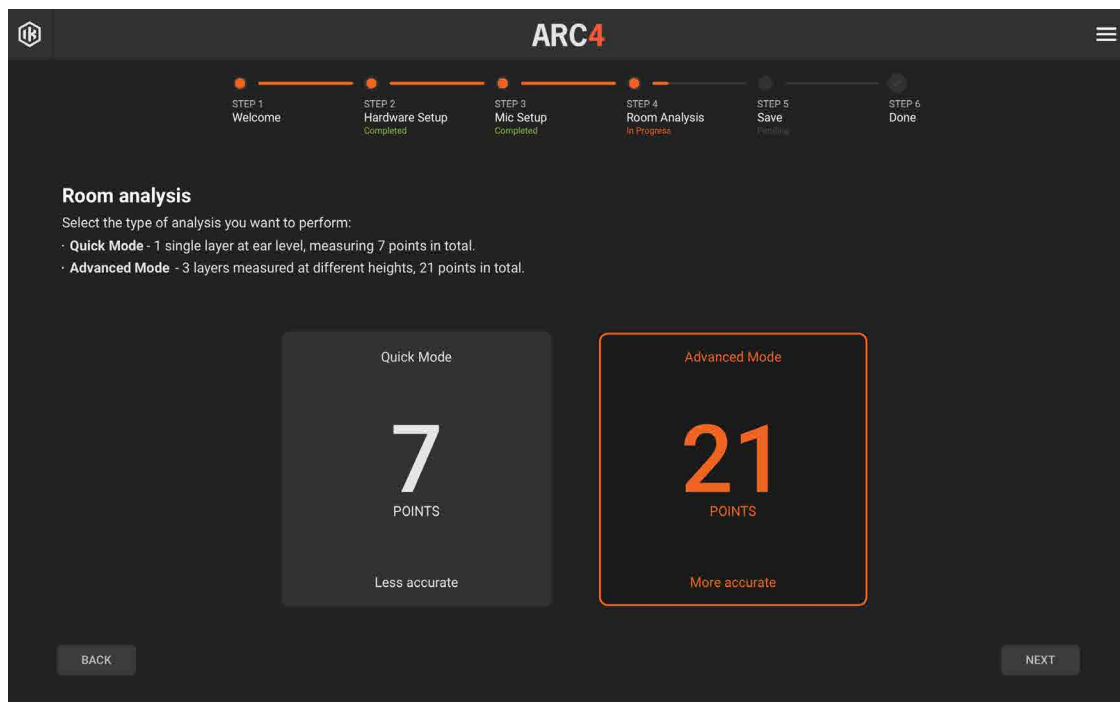 ARC4
STEP 1
Welcome
STEP 2
Hardware Setup
Completed
STEP 3
Mic Setup
Completed
STEP 4
Room Analysis
In Progress
STEP 5
Save
Pending
STEP 6
Done
Room analysis
Select the type of analysis you want to perform:
· Quick Mode - 1 single layer at ear level, measuring 7 points in total.
· Advanced Mode - 3 layers measured at different heights, 21 points in total.
Quick Mode
7
POINTS
Less accurate
Advanced Mode
21
POINTS
More accurate
BACK
NEXT